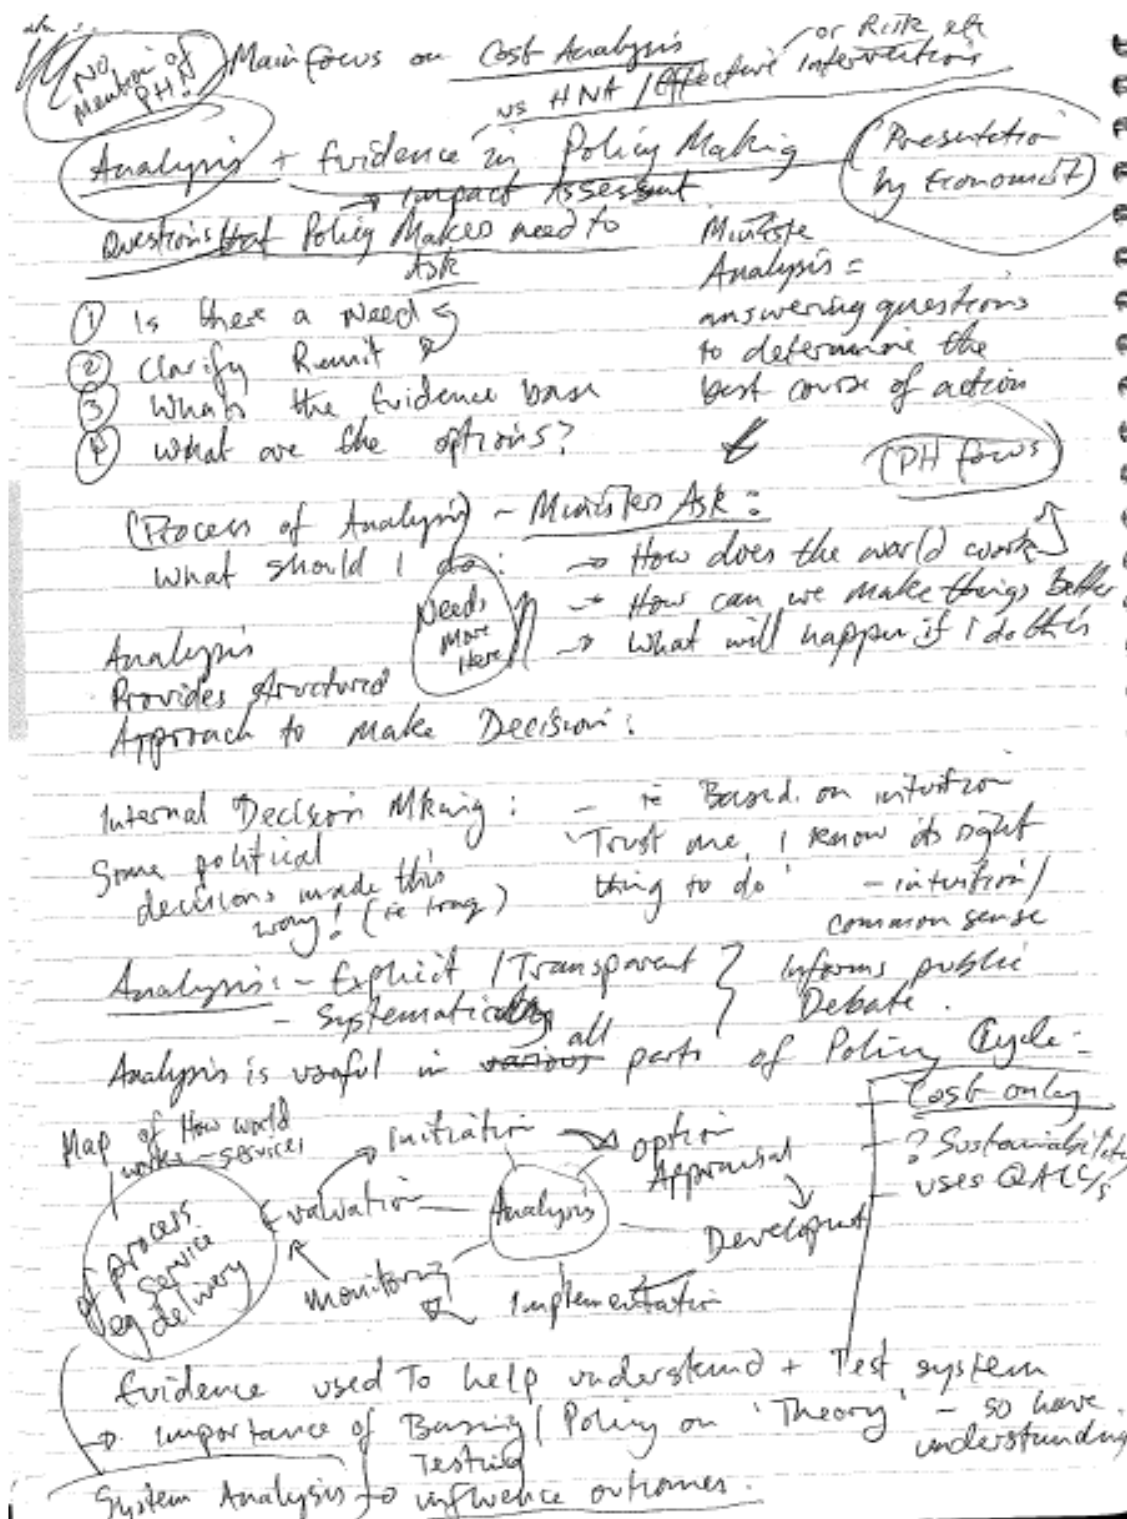 No Mention of PH!
Main focus on Cost Analysis or Risk etc
vs HNA / Effective Interventions
Analysis + Evidence in Policy Making
(Presentation by Economist)
→ Impact Assessment
Questions that Policy Makers need to Ask
① Is there a Need
② Clarify Remit
③ Whats the Evidence base
④ What are the options?
Analysis =
answering questions
to determine the
best course of action
(PH focus)
(Process of Analysis) - Ministers Ask:
What should I do:
→ How does the world work
→ How can we make things Better
→ What will happen if I do this
Needs More Here
Analysis
Provides structured
Approach to make Decision:
Internal Decision Mking: - ie Based on intuition
Some political
decisions made this
way! (ie Iraq)
'Trust me, I know its right
thing to do' - intuition/
common sense
Analysis: - Explicit / Transparent
- Systematically
} Informs public
Debate.
Analysis is useful in various all parts of Policy Cycle:-
Cost only
- ? Sustainability
- uses QALY's
Map of How world
works - services
of process
eg service
delivery
Initiation
Option
Appraisal
Evaluation
Analysis
Development
Monitoring
Implementation
Evidence used To help understand + Test system
→ importance of Basing / Policy on 'Theory' - so have
Testing
understanding
System Analysis to influence outcomes.